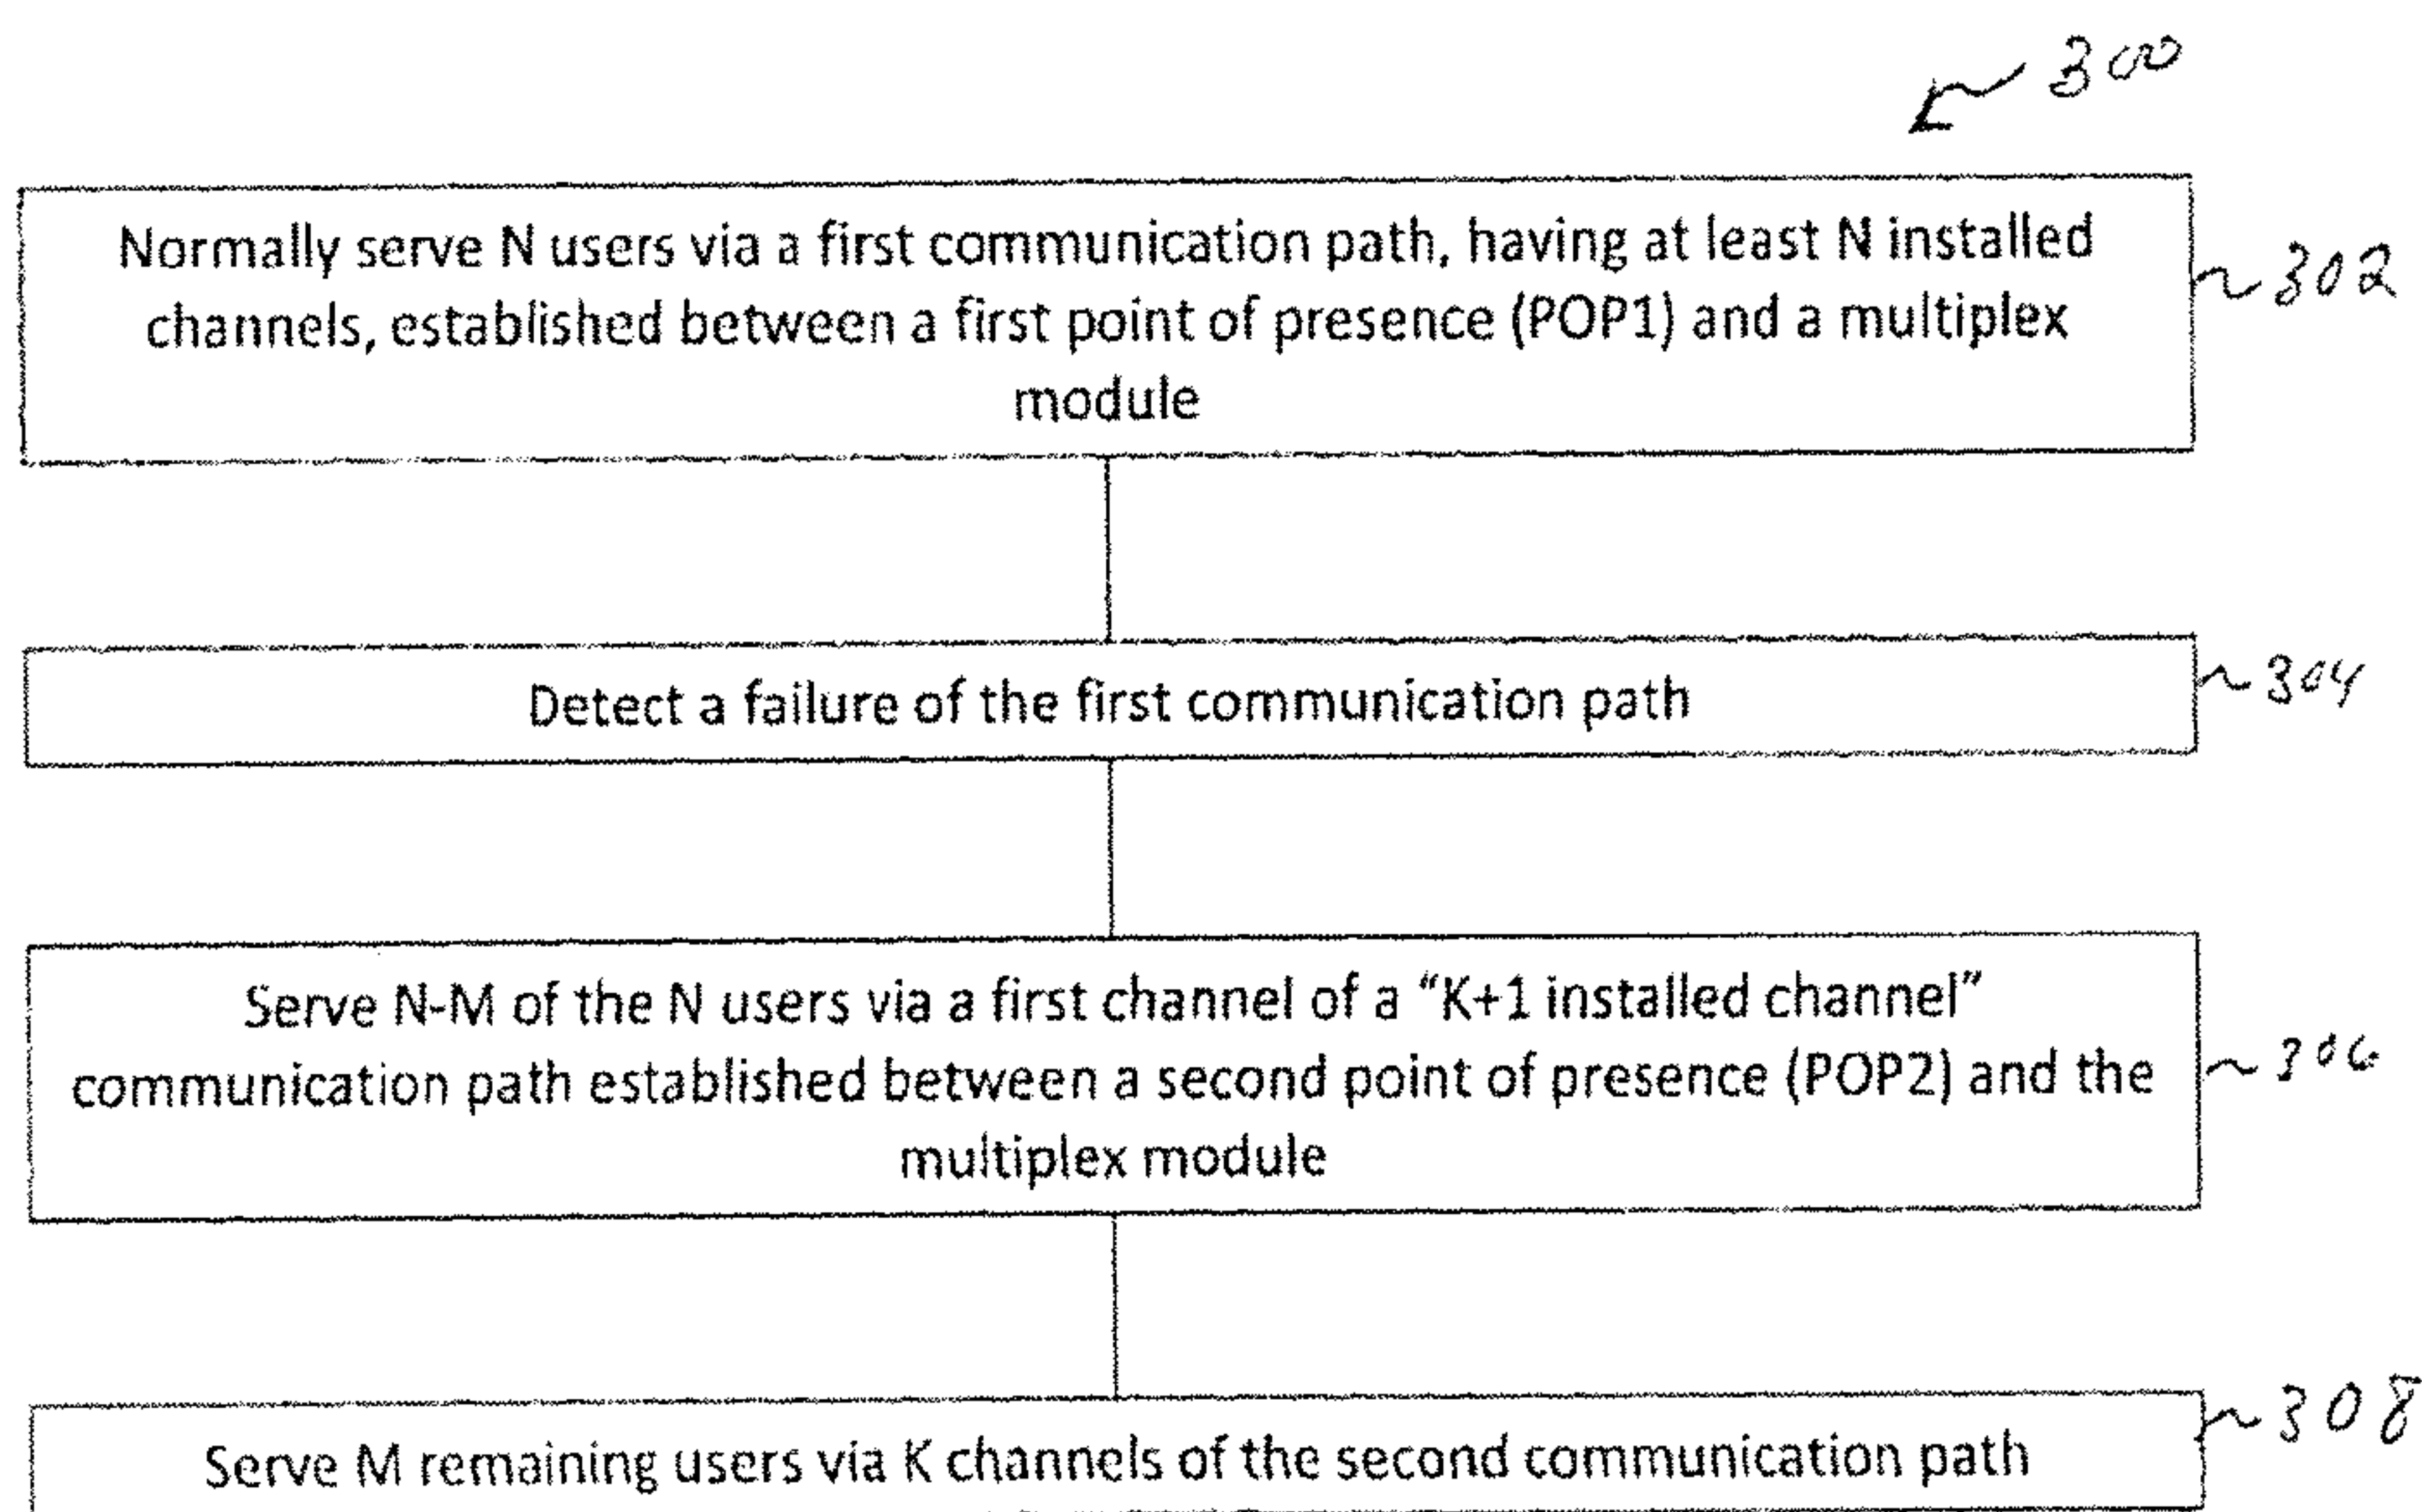 300
Normally serve N users via a first communication path, having at least N installed
channels, established between a first point of presence (POP1) and a multiplex
module
302
Detect a failure of the first communication path
304
Serve N-M of the N users via a first channel of a “K+1 installed channel”
communication path established between a second point of presence (POP2) and the
multiplex module
306
Serve M remaining users via K channels of the second communication path
308